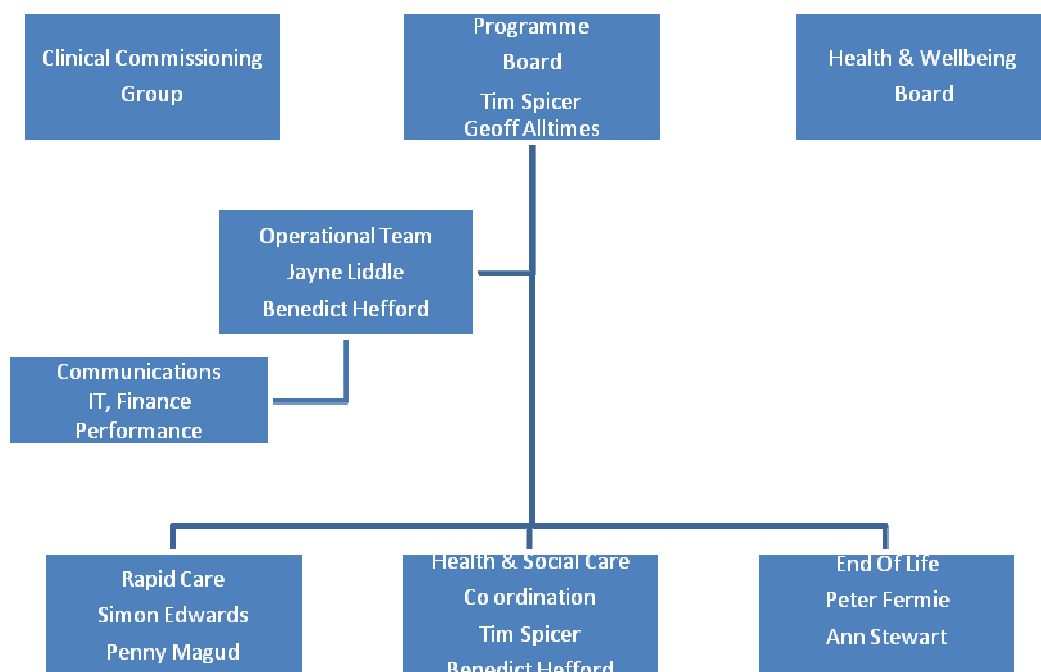 Clinical Commissioning
Group
Programme
Board
Tim Spicer
Geoff Alltimes
Health & Wellbeing
Board
Operational Team
Jayne Liddle
Benedict Hefford
Communications
IT, Finance
Performance
Rapid Care
Simon Edwards
Penny Magud
Health & Social Care
Co ordination
Tim Spicer
Benedict Hefford
End Of Life
Peter Fermie
Ann Stewart